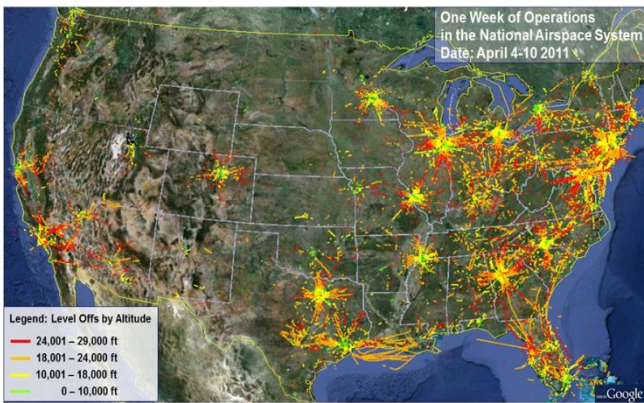 One Week of Operations
in the National Airspace System
Date: April 4-10 2011
Legend: Level Offs by Altitude
24,001 – 29,000 ft
18,001 – 24,000 ft
10,001 – 18,000 ft
0 – 10,000 ft
Google